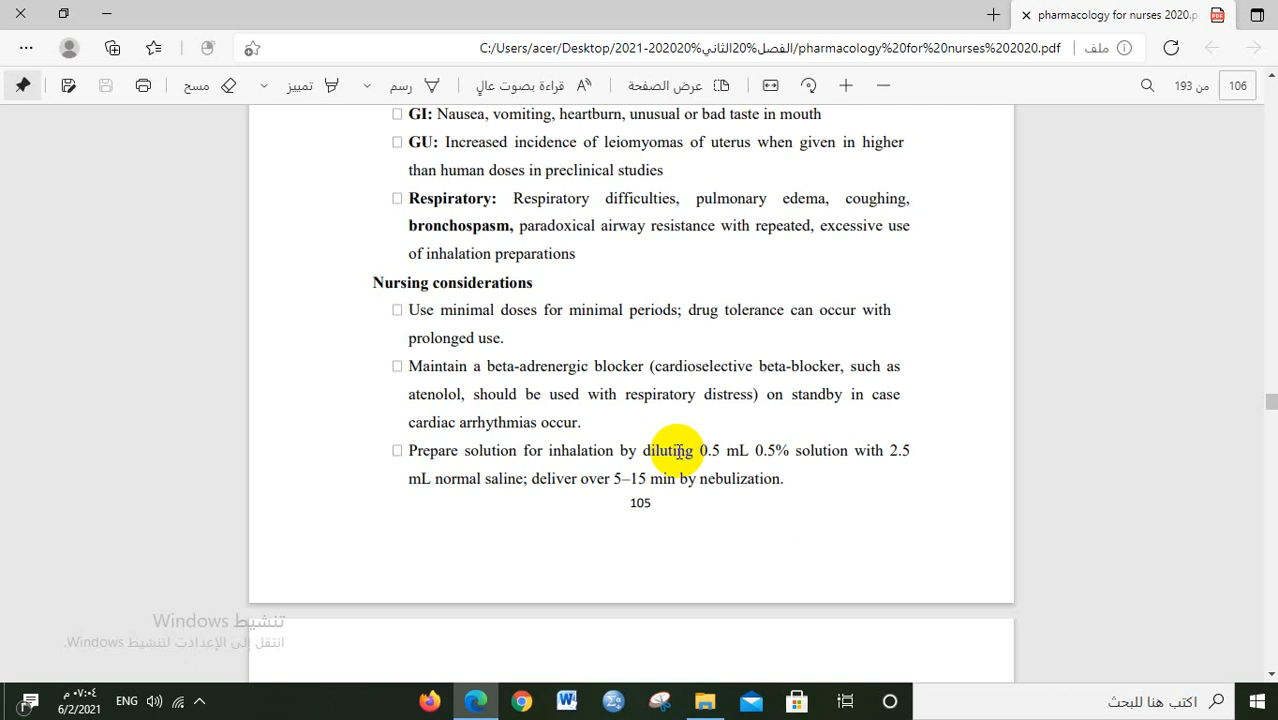 pharmacology for nurses 2020.p
C:/Users/acer/Desktop/2021-202020%الفصل%20الثاني%/pharmacology%20for%20nurses%202020.pdf
ملف
مسح
تمييز
رسم
قراءة بصوت عالٍ
عرض الصفحة
من 193
106
GI: Nausea, vomiting, heartburn, unusual or bad taste in mouth
GU: Increased incidence of leiomyomas of uterus when given in higher
than human doses in preclinical studies
Respiratory: Respiratory difficulties, pulmonary edema, coughing,
bronchospasm, paradoxical airway resistance with repeated, excessive use
of inhalation preparations
Nursing considerations
Use minimal doses for minimal periods; drug tolerance can occur with
prolonged use.
Maintain a beta-adrenergic blocker (cardioselective beta-blocker, such as
atenolol, should be used with respiratory distress) on standby in case
cardiac arrhythmias occur.
Prepare solution for inhalation by diluting 0.5 mL 0.5% solution with 2.5
mL normal saline; deliver over 5–15 min by nebulization.
105
تنشيط Windows
انتقل إلى الإعدادت لتنشيط Windows.
٠٧:٠٤ م
6/2/2021
ENG
اكتب هنا للبحث